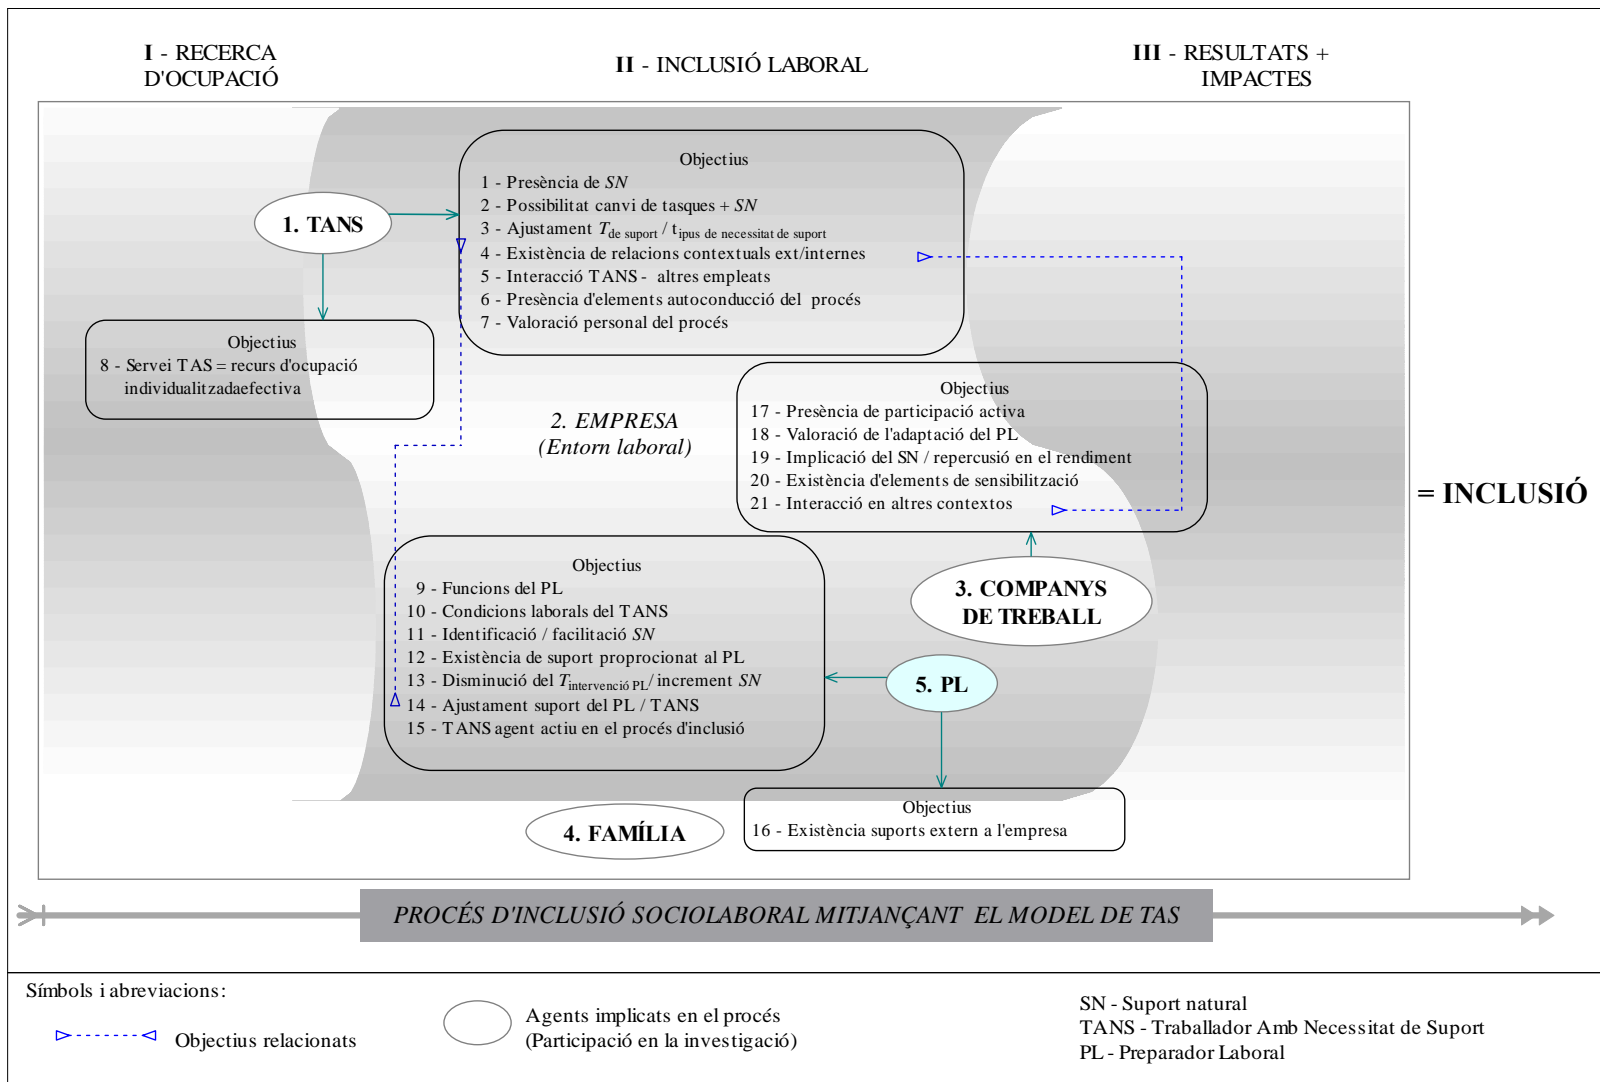 I - RECERCA
D'OCUPACIÓ
II - INCLUSIÓ LABORAL
III - RESULTATS +
IMPACTES
Objectius
1 - Presència de SN
2 - Possibilitat canvi de tasques + SN
3 - Ajustament T de suport / t ipus de necessitat de suport
4 - Existència de relacions contextuals ext/internes
5 - Interacció TANS - altres empleats
6 - Presència d'elements autoconducció del procés
7 - Valoració personal del procés
1. TANS
Objectius
8 - Servei TAS = recurs d'ocupació
individualitzadaefectiva
2. EMPRESA
(Entorn laboral)
Objectius
17 - Presència de participació activa
18 - Valoració de l'adaptació del PL
19 - Implicació del SN / repercusió en el rendiment
20 - Existència d'elements de sensibilització
21 - Interacció en altres contextos
= INCLUSIÓ
3. COMPANYS
DE TREBALL
Objectius
9 - Funcions del PL
10 - Condicions laborals del TANS
11 - Identificació / facilitació SN
12 - Existència de suport proprocionat al PL
13 - Disminució del T intervenció PL / increment SN
14 - Ajustament suport del PL / TANS
15 - TANS agent actiu en el procés d'inclusió
5. PL
4. FAMÍLIA
Objectius
16 - Existència suports extern a l'empresa
PROCÉS D'INCLUSIÓ SOCIOLABORAL MITJANÇANT EL MODEL DE TAS
Símbols i abreviacions:
Objectius relacionats
Agents implicats en el procés
(Participació en la investigació)
SN - Suport natural
TANS - Traballador Amb Necessitat de Suport
PL - Preparador Laboral